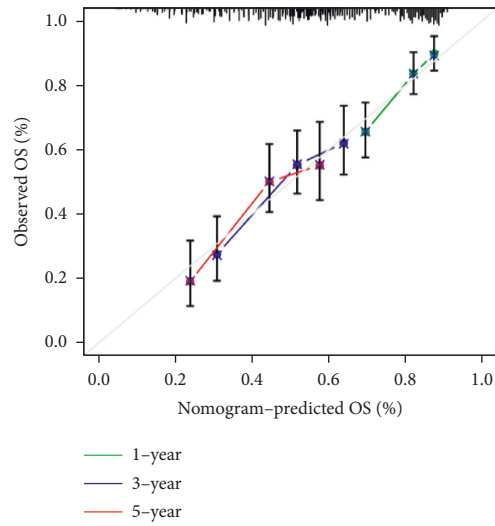 1.0
0.8
0.6
0.4
0.2
0.0
Observed OS (%)
0.0 0.2 0.4 0.6 0.8 1.0
Nomogram–predicted OS (%)
1–year
3–year
5–year